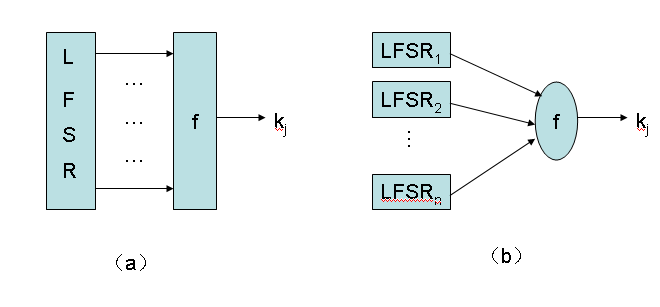 L
F
S
R
…
…
…
f
kj
(a)
LFSR1
LFSR2
⋮
LFSRn
f
kj
(b)